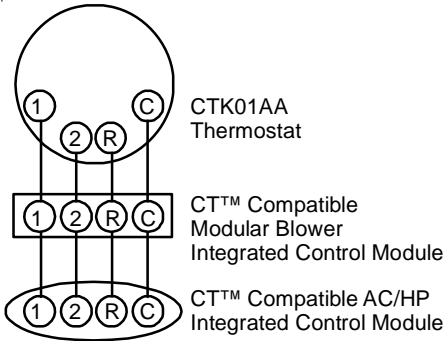 1 C
2 R
CTK01AA
Thermostat
1 2 R C
CT™ Compatible
Modular Blower
Integrated Control Module
1 2 R C
CT™ Compatible AC/HP
Integrated Control Module